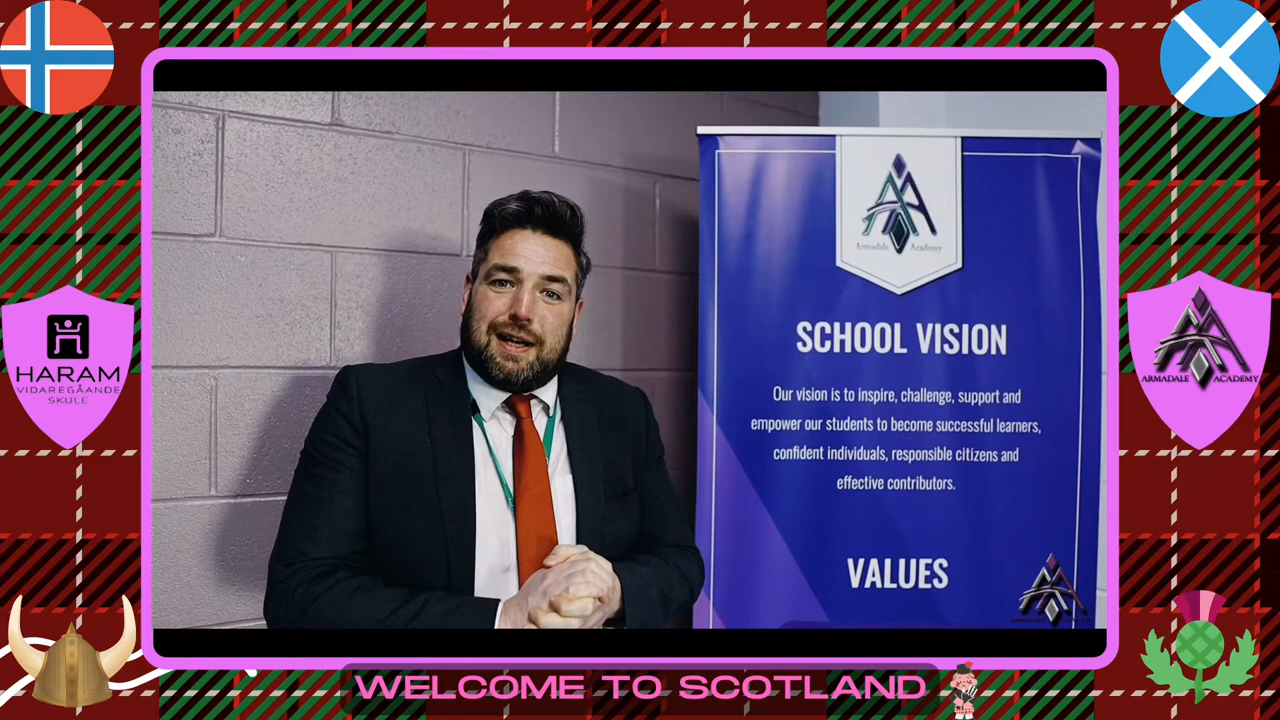 Armadale Academy
SCHOOL VISION
Our vision is to inspire, challenge, support and
empower our students to become successful learners,
confident individuals, responsible citizens and
effective contributors.
VALUES
HARAM
VIDAREGÅANDE
SKULE
ARMADALE ACADEMY
WELCOME TO SCOTLAND